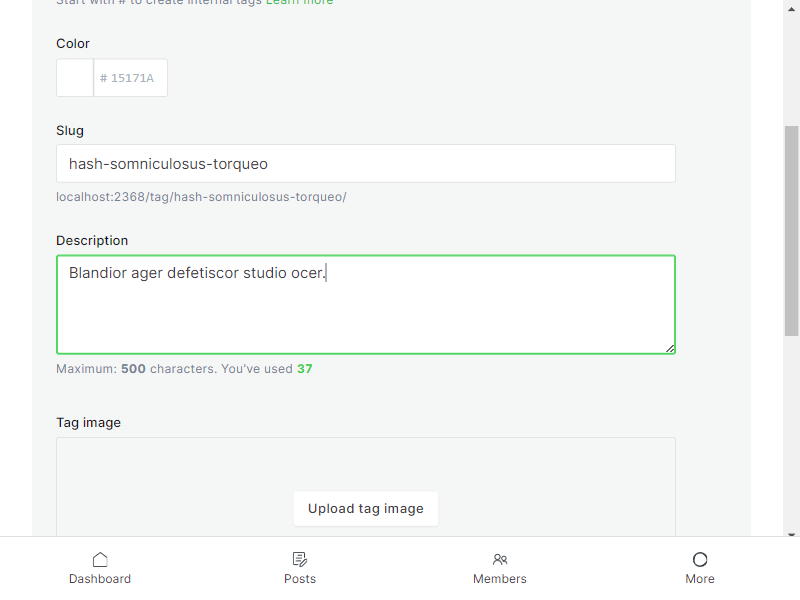 Start with # to create internal tags Learn more
Color
# 15171A
Slug
hash-somniculosus-torqueo
localhost:2368/tag/hash-somniculosus-torqueo/
Description
Blandior ager defetiscor studio ocer.
Maximum: 500 characters. You've used 37
Tag image
Upload tag image
Dashboard
Posts
Members
More